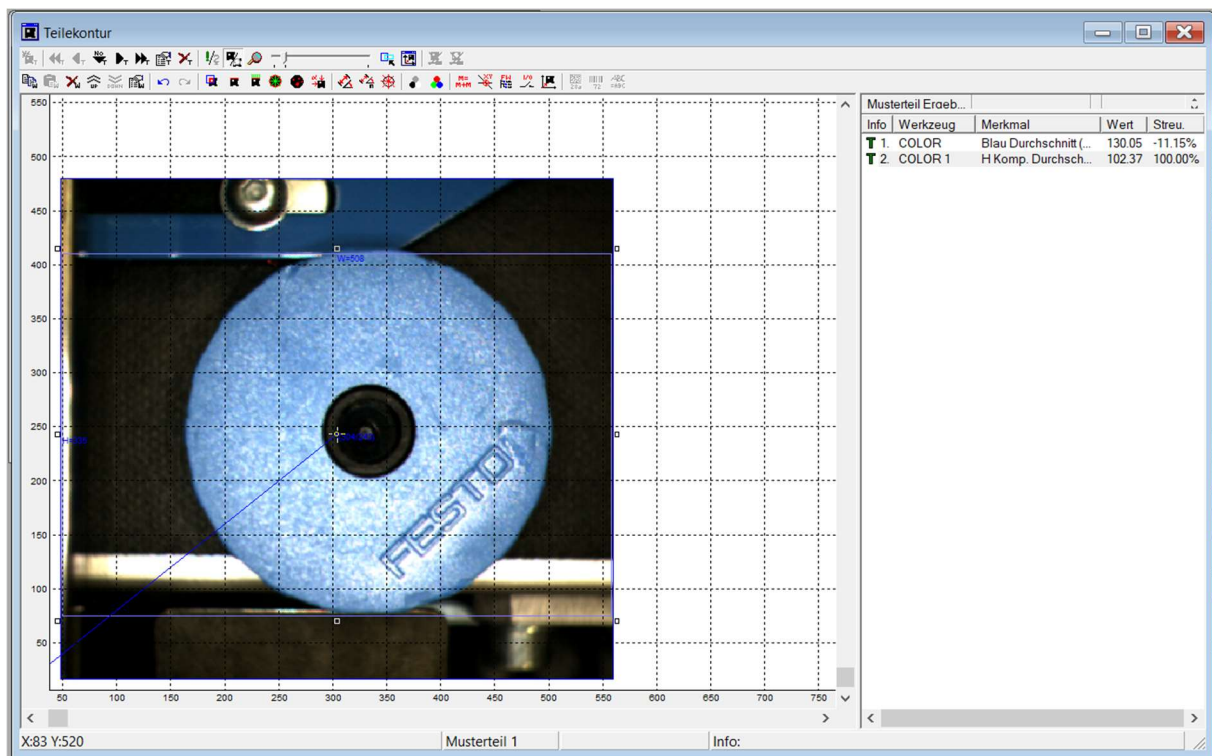 Teilekontur
550
500
450
400
350
300
250
200
150
100
50
50 100 150 200 250 300 350 400 450 500 550 600 650 700 750
W=508
FESTO
Musterteil Ergeb...
Info Werkzeug Merkmal Wert Streu.
T 1. COLOR Blau Durchschnitt (... 130.05 -11.15%
T 2. COLOR 1 H Komp. Durchsch... 102.37 100.00%
X:83 Y:520 Musterteil 1 Info: